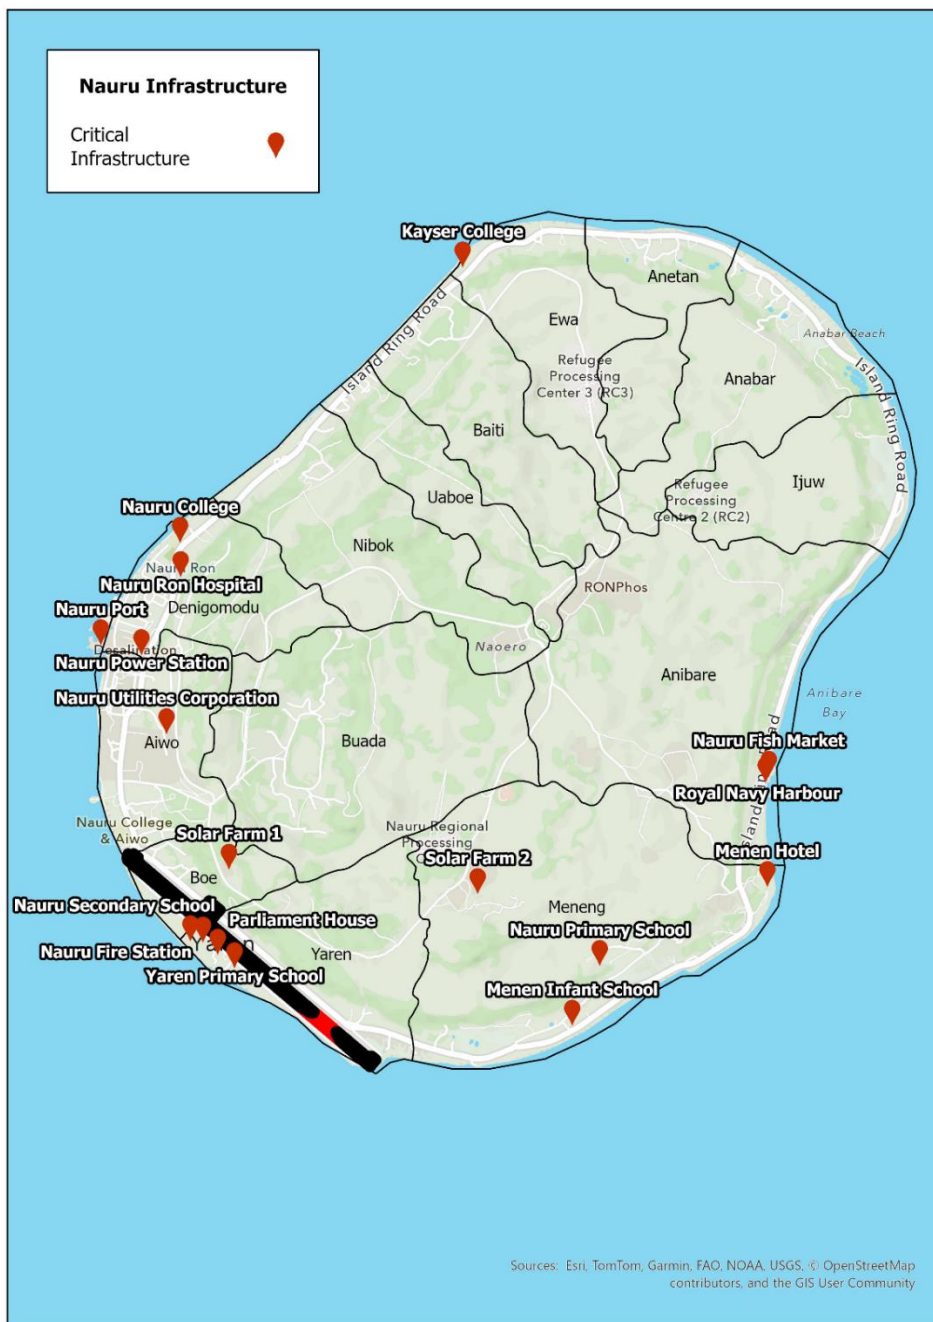 Nauru Infrastructure
Critical
Infrastructure
Kayser College
Anetan
Ewa
Anabar Beach
Island Ring Road
Refugee
Processing
Center 3 (RC3)
Anabar
Island Ring Road
Baiti
Ijuw
Uaboe
Refugee
Processing
Centre 2 (RC2)
Nauru College
Nibok
Nauru Ron
Nauru Ron Hospital
RONPhos
Denigomodu
Nauru Port
Naoero
Nauru Power Station
Anibare
Nauru Utilities Corporation
Anibare
Bay
Aiwo
Buada
Nauru Fish Market
Royal Navy Harbour
Nauru College
& Aiwo
Solar Farm 1
Nauru Regional
Processing
Menen Hotel
Solar Farm 2
Boe
Nauru Secondary School
Meneng
Parliament House
Nauru Primary School
Nauru Fire Station
Yaren
Yaren Primary School
Menen Infant School
Sources: Esri, TomTom, Garmin, FAO, NOAA, USGS, © OpenStreetMap
contributors, and the GIS User Community